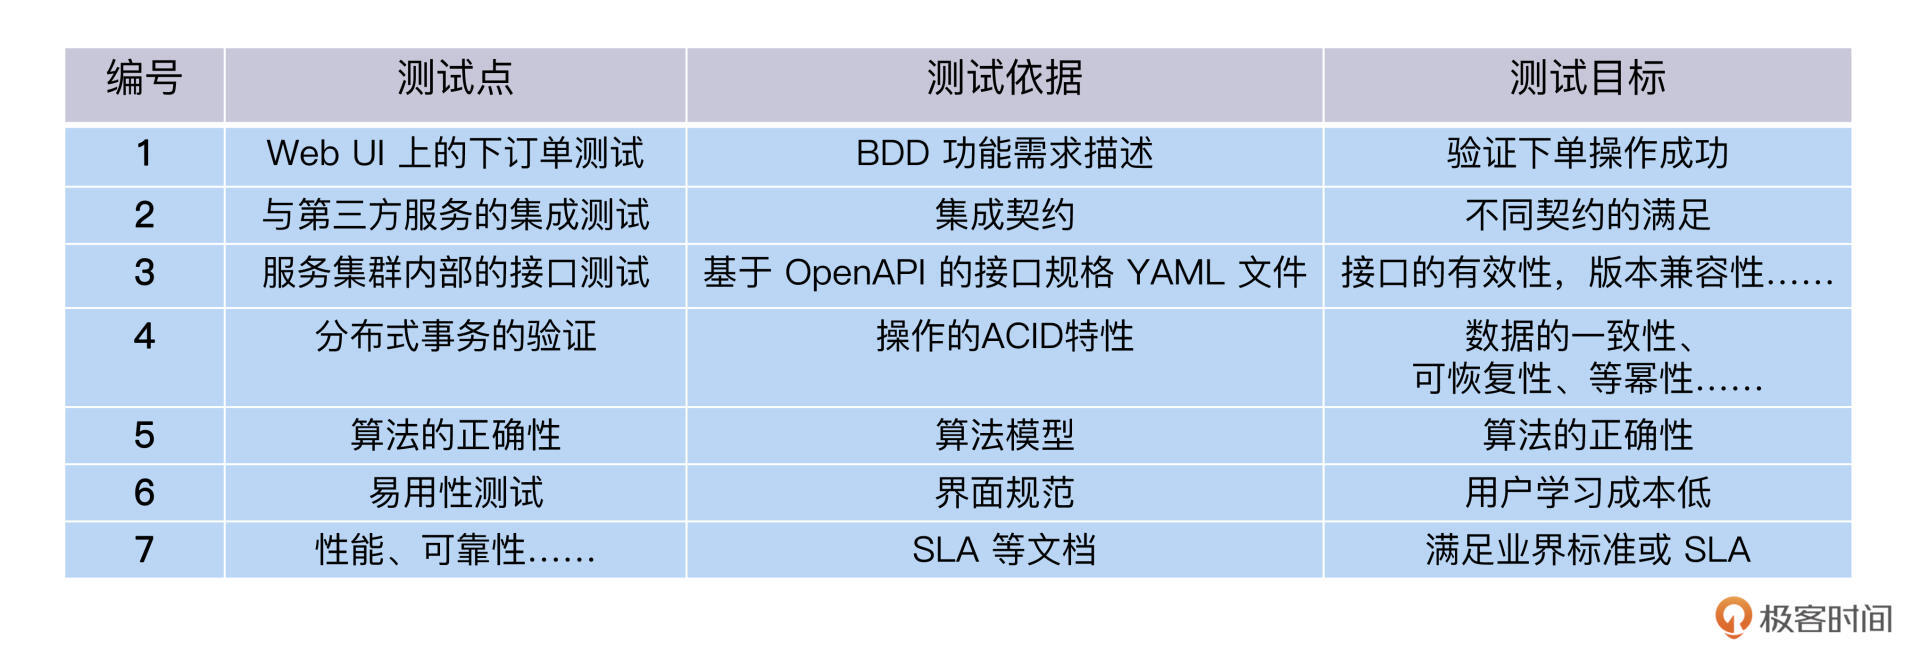 编号 测试点 测试依据 测试目标
1 Web UI 上的下订单测试 BDD 功能需求描述 验证下单操作成功
2 与第三方服务的集成测试 集成契约 不同契约的满足
3 服务集群内部的接口测试 基于 OpenAPI 的接口规格 YAML 文件 接口的有效性，版本兼容性……
4 分布式事务的验证 操作的ACID特性 数据的一致性、
可恢复性、等幂性……
5 算法的正确性 算法模型 算法的正确性
6 易用性测试 界面规范 用户学习成本低
7 性能、可靠性…… SLA 等文档 满足业界标准或 SLA
极客时间